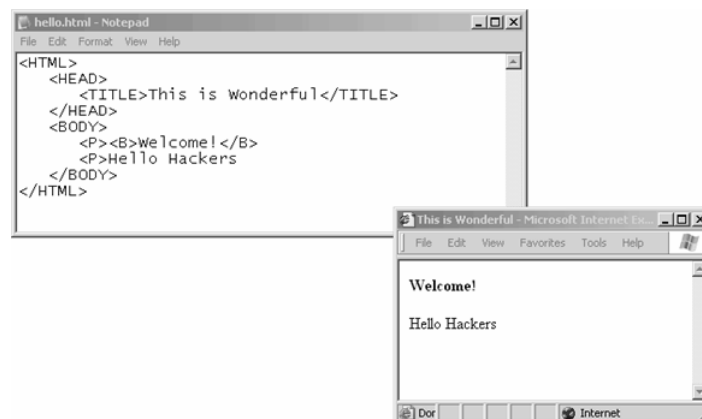 hello.html - Notepad
File Edit Format View Help
<HTML>
<HEAD>
<TITLE>This is Wonderful</TITLE>
</HEAD>
<BODY>
<P><B>Welcome!</B>
<P>Hello Hackers
</BODY>
</HTML>
This is Wonderful - Microsoft Internet Ex...
File Edit View Favorites Tools Help
Welcome!
Hello Hackers
Dor Internet